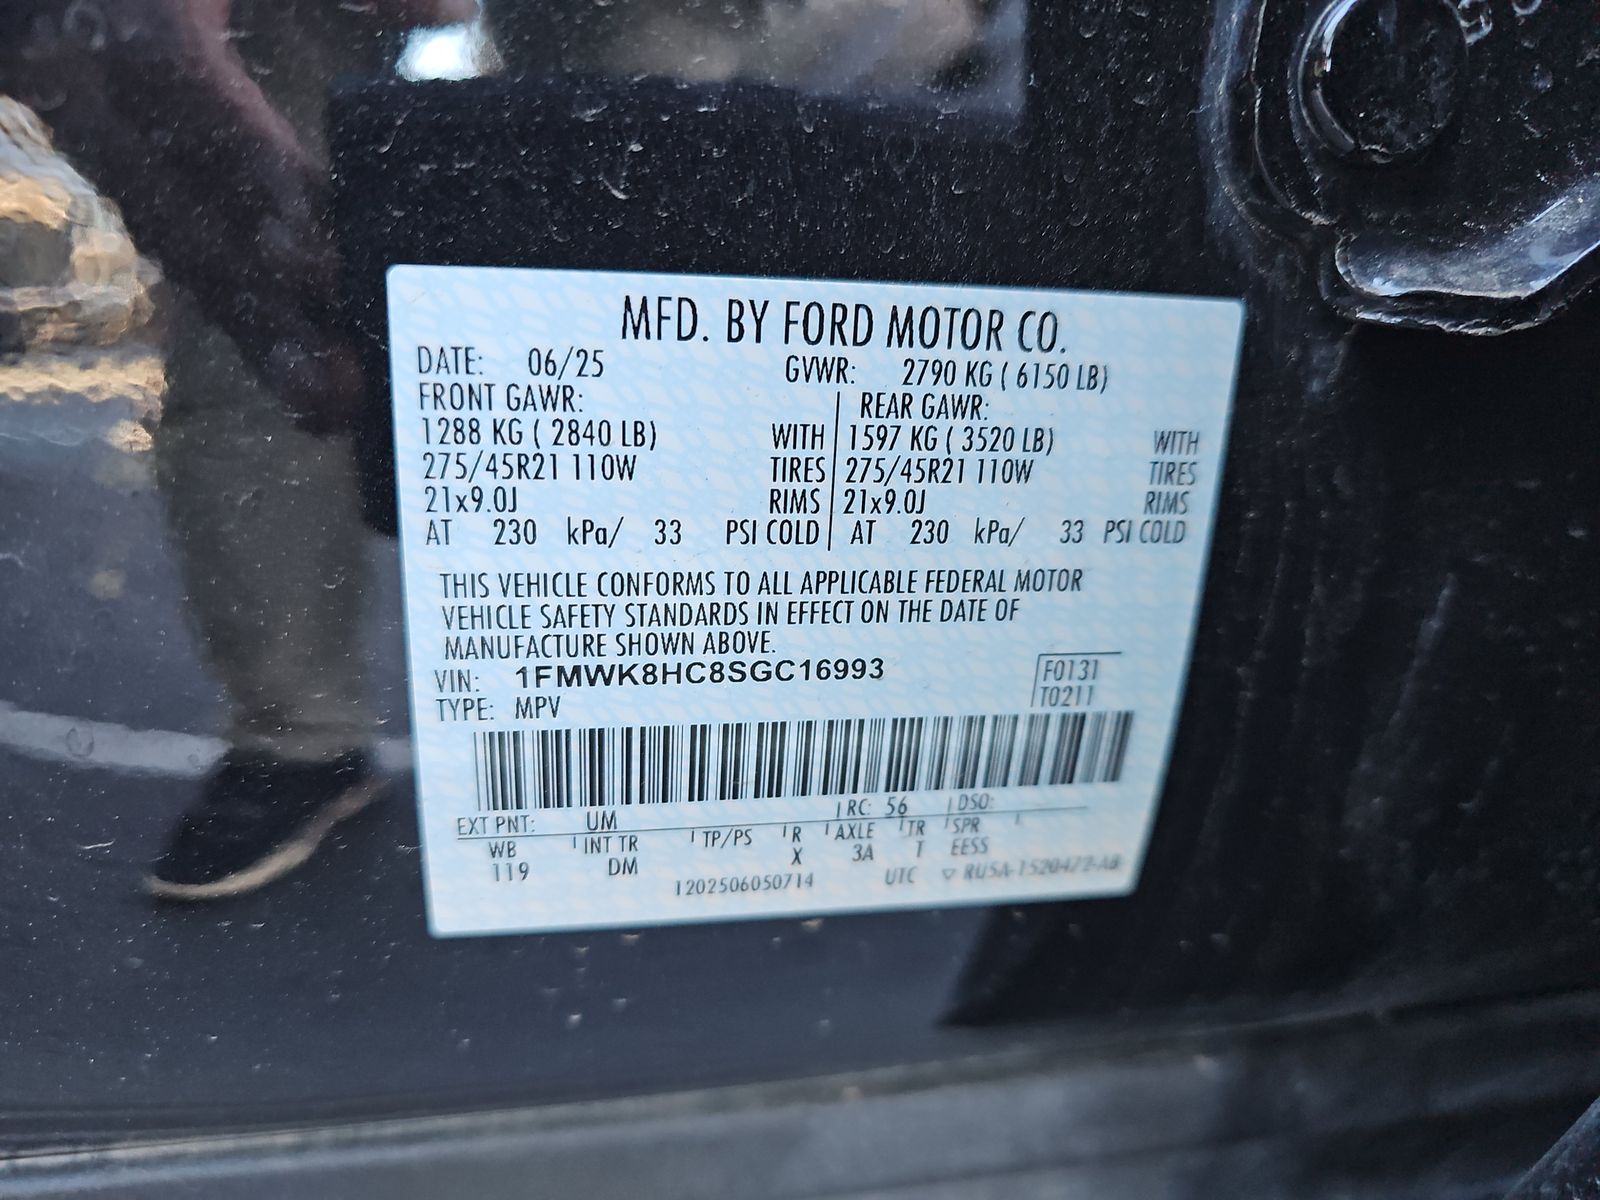 MFD. BY FORD MOTOR CO.
DATE: 06/25 GVWR: 2790 KG ( 6150 LB)
FRONT GAWR: REAR GAWR:
1288 KG ( 2840 LB) WITH 1597 KG ( 3520 LB) WITH
275/45R21 110W TIRES 275/45R21 110W TIRES
21x9.0J RIMS 21x9.0J RIMS
AT 230 kPa/ 33 PSI COLD AT 230 kPa/ 33 PSI COLD
THIS VEHICLE CONFORMS TO ALL APPLICABLE FEDERAL MOTOR
VEHICLE SAFETY STANDARDS IN EFFECT ON THE DATE OF
MANUFACTURE SHOWN ABOVE.
VIN: 1FMWK8HC8SGC16993 F0131
TYPE: MPV T0211
EXT PNT: UM RC: 56 DSO:
WB INT TR TP/PS R AXLE TR SPR
119 DM X 3A T EESS
1202506050714 UTC ▽ RU5A-1520472-AB